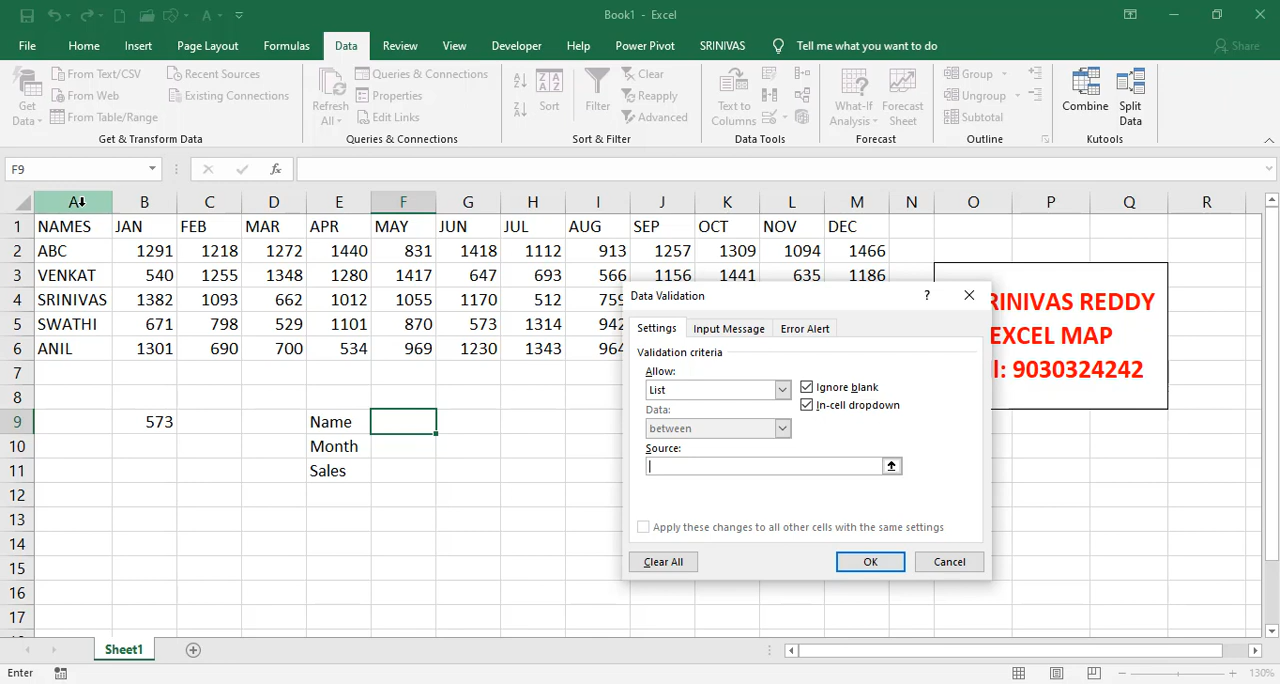 Book1 - Excel
File Home Insert Page Layout Formulas Data Review View Developer Help Power Pivot SRINIVAS Tell me what you want to do Share
Get Data
From Text/CSV
From Web
From Table/Range
Recent Sources
Existing Connections
Get & Transform Data
Refresh All
Queries & Connections
Properties
Edit Links
Queries & Connections
Sort
Filter
Clear
Reapply
Advanced
Sort & Filter
Text to Columns
Data Tools
What-If Analysis
Forecast Sheet
Forecast
Group
Ungroup
Subtotal
Outline
Combine
Split Data
Kutools
F9
fx
A B C D E F G H I J K L M N O P Q R
1 NAMES JAN FEB MAR APR MAY JUN JUL AUG SEP OCT NOV DEC
2 ABC 1291 1218 1272 1440 831 1418 1112 913 1257 1309 1094 1466
3 VENKAT 540 1255 1348 1280 1417 647 693 566 1156 1441 635 1186
4 SRINIVAS 1382 1093 662 1012 1055 1170 512 759
5 SWATHI 671 798 529 1101 870 573 1314 942
6 ANIL 1301 690 700 534 969 1230 1343 964
7
8
9 573 Name
10 Month
11 Sales
12
13
14
15
16
17
RINIVAS REDDY
EXCEL MAP
l: 9030324242
Data Validation ?
Settings Input Message Error Alert
Validation criteria
Allow:
List
Ignore blank
In-cell dropdown
Data:
between
Source:
Apply these changes to all other cells with the same settings
Clear All OK Cancel
Sheet1
Enter
130%